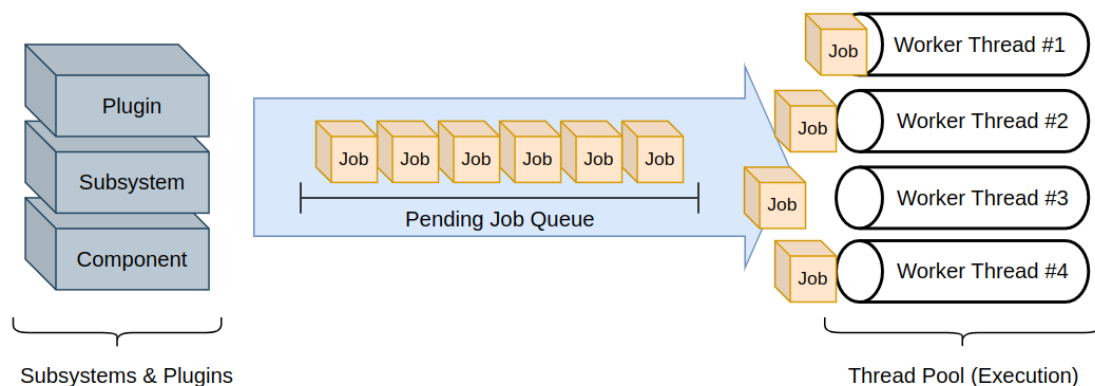 Plugin
Subsystem
Component
Subsystems & Plugins
Job Job Job Job Job Job
Pending Job Queue
Job
Worker Thread #1
Job
Worker Thread #2
Job
Worker Thread #3
Job
Worker Thread #4
Thread Pool (Execution)